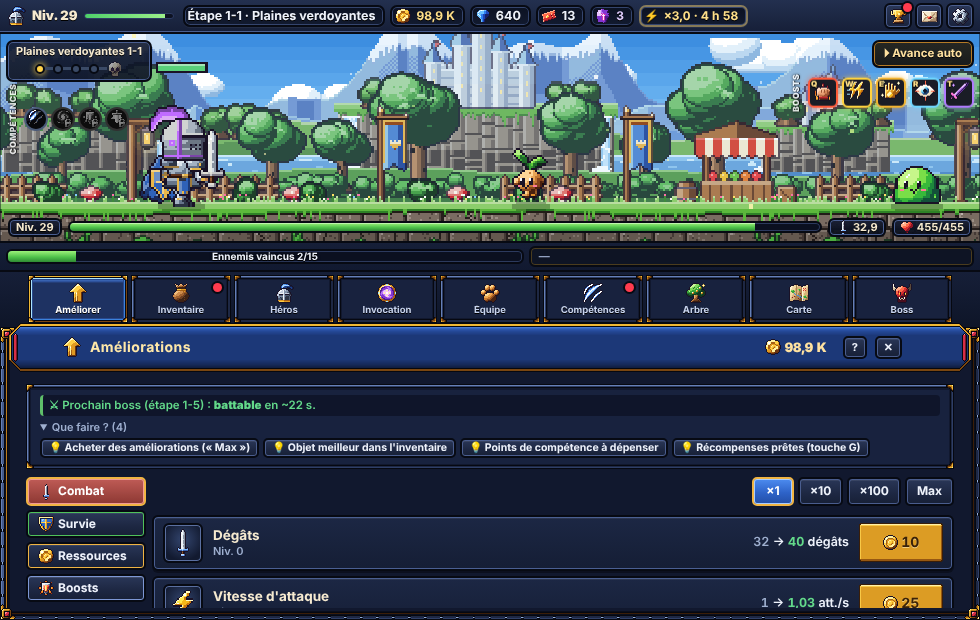 Niv. 29
Étape 1-1 · Plaines verdoyantes
98,9 K
640
13
3
×3,0 · 4 h 58
Plaines verdoyantes 1-1
Avance auto
COMPÉTENCES
BOOSTS
Niv. 29
32,9
455/455
Ennemis vaincus 2/15
—
Améliorer
Inventaire
Héros
Invocation
Equipe
Compétences
Arbre
Carte
Boss
Améliorations
98,9 K
?
×
Prochain boss (étape 1-5) : battable en ~22 s.
▼ Que faire ? (4)
Acheter des améliorations (« Max »)
Objet meilleur dans l'inventaire
Points de compétence à dépenser
Récompenses prêtes (touche G)
Combat
×1
×10
×100
Max
Survie
Ressources
Boosts
Dégâts
Niv. 0
32 → 40 dégâts
10
Vitesse d'attaque
1 → 1,03 att./s
25